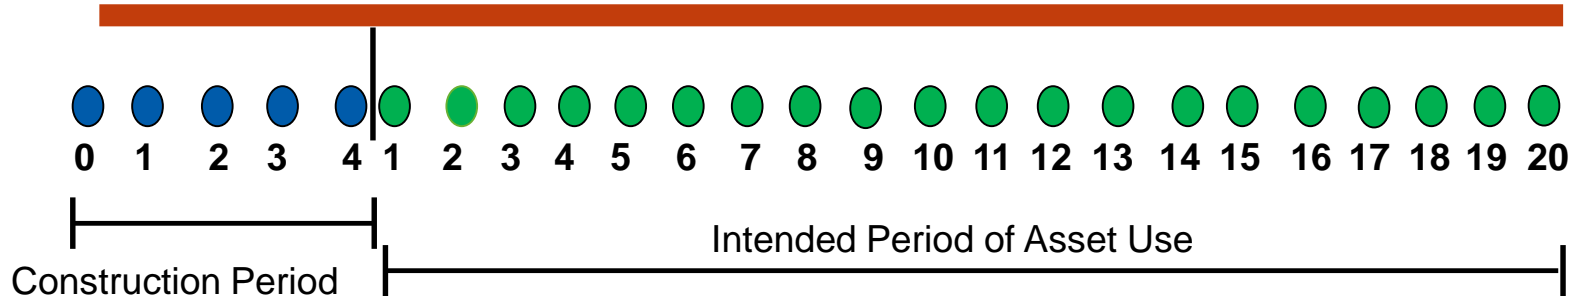 0 1 2 3 4 1 2 3 4 5 6 7 8 9 10 11 12 13 14 15 16 17 18 19 20
Intended Period of Asset Use
Construction Period